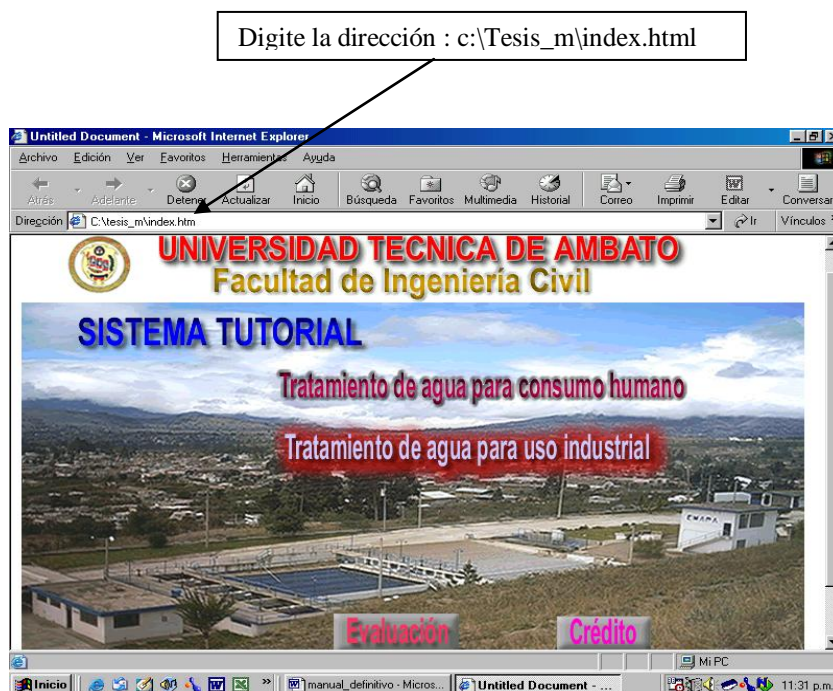 Digite la dirección : c:\Tesis_m\index.html
Untitled Document - Microsoft Internet Explorer
Archivo Edición Ver Favoritos Herramientas Ayuda
Atrás Adelante Detener Actualizar Inicio Búsqueda Favoritos Multimedia Historial Correo Imprimir Editar Conversar
Dirección C:\tesis_m\index.htm Ir Vínculos
UNIVERSIDAD TECNICA DE AMBATO
Facultad de Ingeniería Civil
SISTEMA TUTORIAL
Tratamiento de agua para consumo humano
Tratamiento de agua para uso industrial
EMAPA
Evaluación Crédito
Mi PC
Inicio » manual_definitivo - Micros... Untitled Document - ... 11:31 p.m.